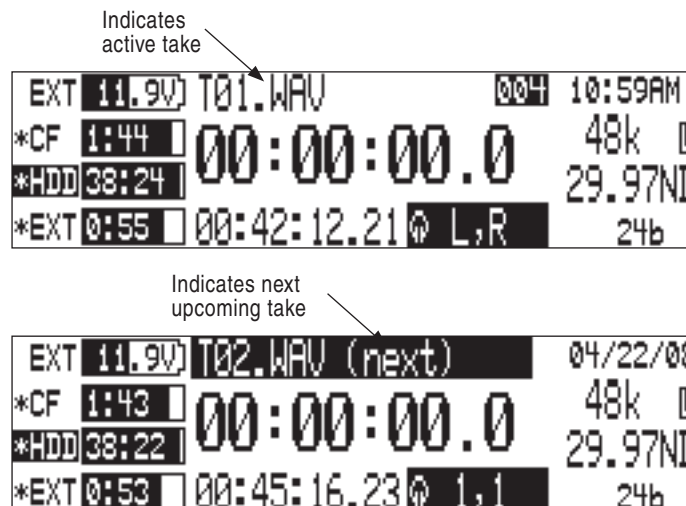 Indicates
active take
EXT 11.9V T01.WAV 004 10:59AM
*CF 1:44 00:00:00.0 48k
*HDD 38:24 29.97
*EXT 0:55 00:42:12.21 L,R 24b
Indicates next
upcoming take
EXT 11.9V T02.WAV (next) 04/22/08
*CF 1:43 00:00:00.0 48k
*HDD 38:22 29.97
*EXT 0:53 00:45:16.23 1,1 24b